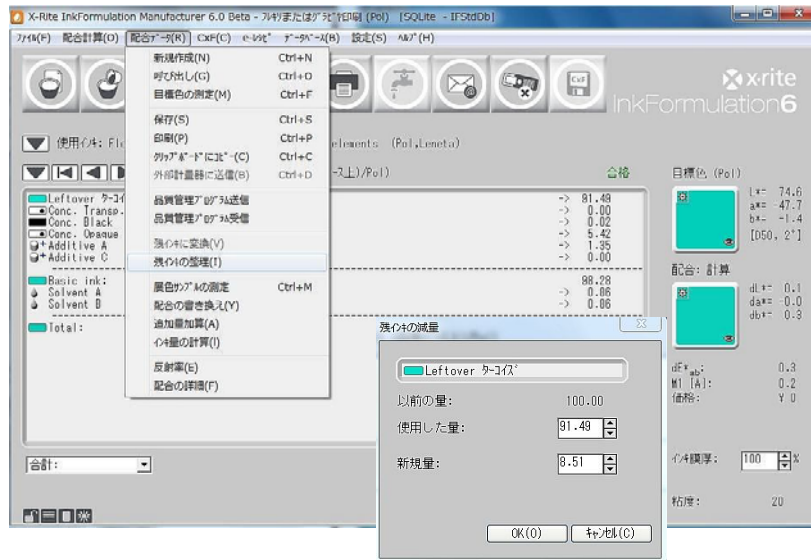 X-Rite InkFormulation Manufacturer 6.0 Beta - フレキソまたはグラビア印刷 (Pol) [SQLite - IFStdDb]
ファイル(F) 配合計算(O) 配合データ(R) CxF(C) e-レシピ データベース(B) 設定(S) ヘルプ(H)
新規作成(N) Ctrl+N
呼び出し(G) Ctrl+O
目標色の測定(M) Ctrl+F
保存(S) Ctrl+S
印刷(P) Ctrl+P
クリップボードにコピー(C) Ctrl+C
外部計量器に送信(B) Ctrl+D
品質管理プログラム送信
品質管理プログラム受信
残インキに変換(V)
残インキの整理(T)
展色サンプルの測定 Ctrl+M
配合の書き換え(Y)
追加量加算(A)
インキ量の計算(I)
反射率(E)
配合の詳細(F)
CxF
x·rite
InkFormulation6
使用インキ: Fl
elements (Pol,Leneta)
ース上)/Pol)
合格
Leftover ターコイ -> 91.49
Conc. Transp. -> 0.00
Conc. Black -> 0.02
Conc. Opaque -> 5.42
Additive A -> 1.35
Additive C -> 0.00
Basic ink: 98.28
Solvent A -> 0.86
Solvent B -> 0.86
Total:
合計:
目標色 (Pol)
L*= 74.6
a*= -47.7
b*= -1.4
[D50, 2°]
配合: 計算
dL*= 0.1
da*= 0.0
db*= 0.3
dE*ab: 0.3
M1 [A]: 0.2
価格: ¥ 0
インキ膜厚: 100 %
粘度: 20
残インキの減量
Leftover ターコイズ
以前の量: 100.00
使用した量: 91.49
新規量: 8.51
OK(O) キャンセル(C)